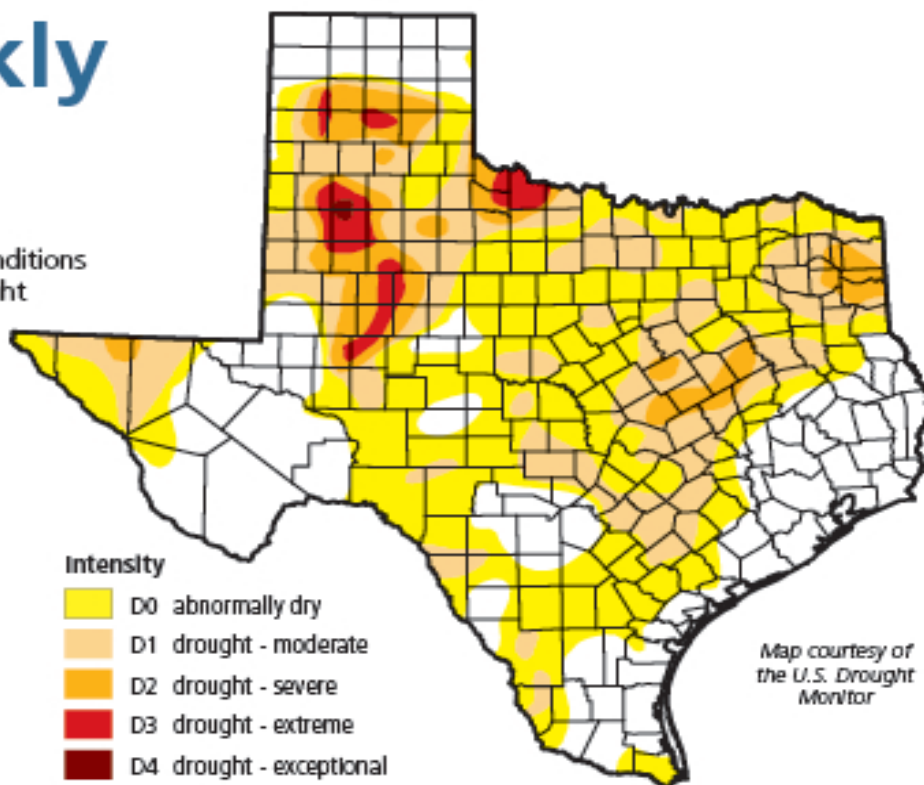 kly
nditions
ht
Intensity
D0 abnormally dry
D1 drought - moderate
D2 drought - severe
D3 drought - extreme
D4 drought - exceptional
Map courtesy of
the U.S. Drought
Monitor